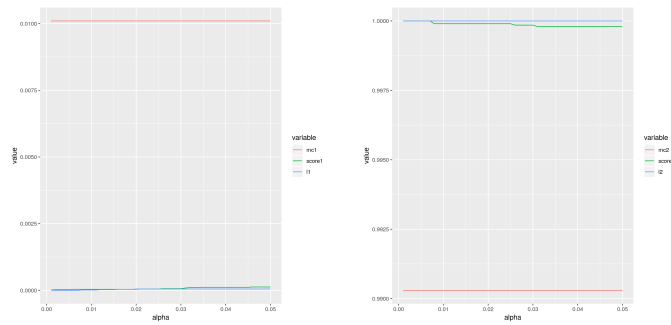 0.0100
0.0075
0.0050
0.0025
0.0000
value
0.00
0.01
0.02
0.03
0.04
0.05
alpha
variable
mc1
score1
l1
1.0000
0.9975
0.9950
0.9925
0.9900
value
0.00
0.01
0.02
0.03
0.04
0.05
alpha
variable
mc2
score
l2